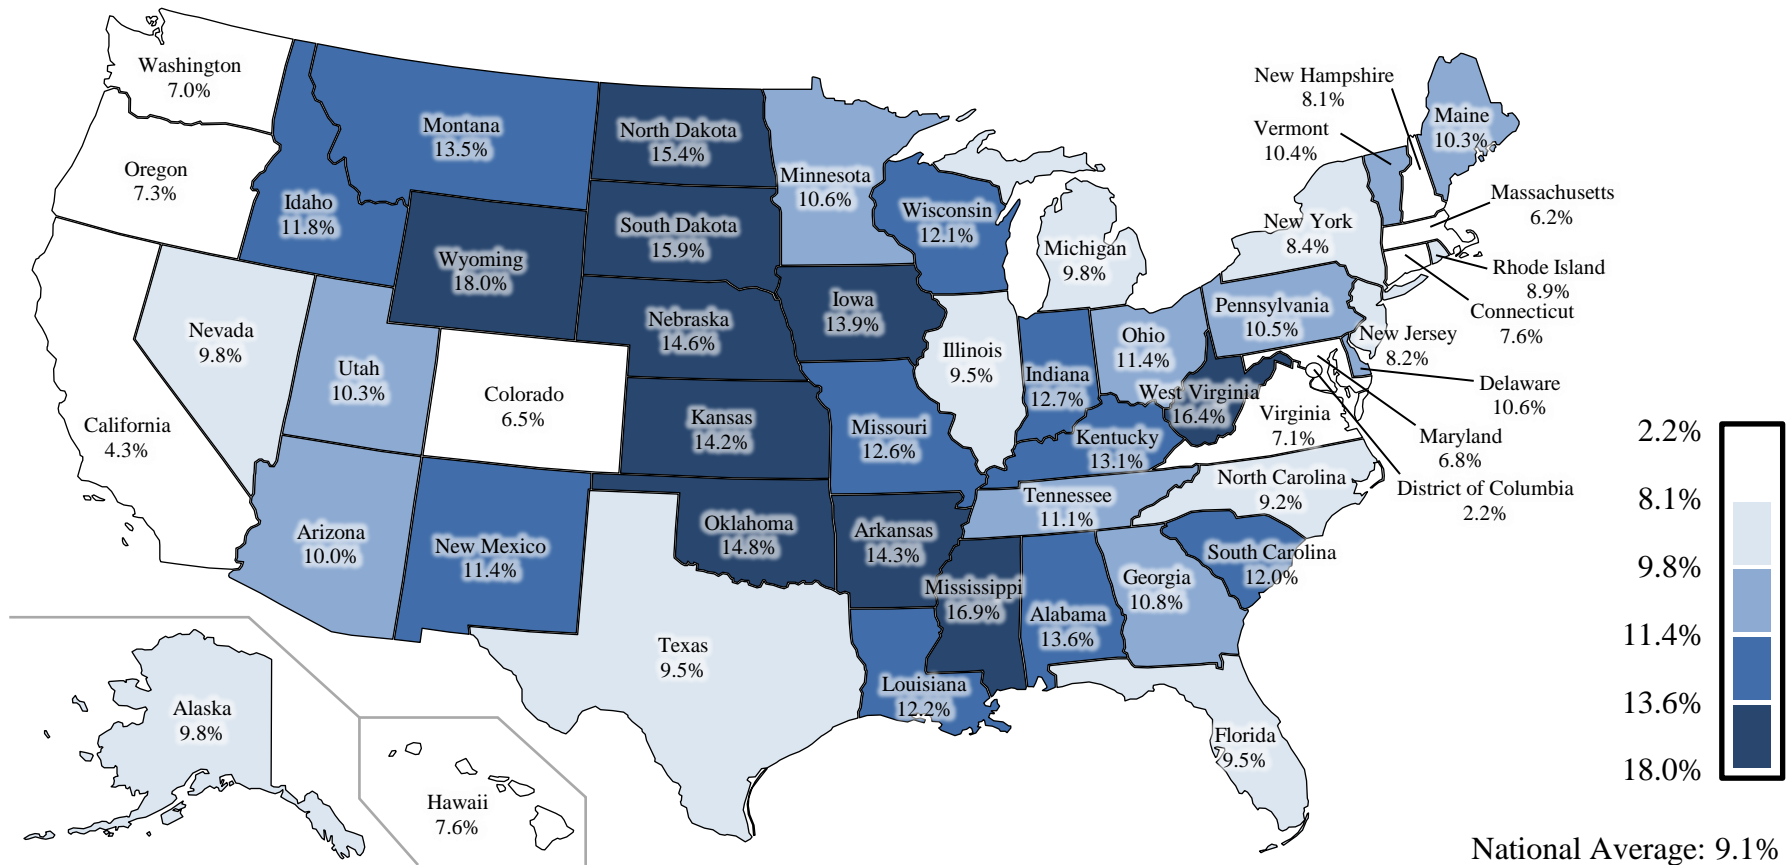 Washington
7.0%
Oregon
7.3%
California
4.3%
Idaho
11.8%
Nevada
9.8%
Montana
13.5%
Wyoming
18.0%
Utah
10.3%
Colorado
6.5%
Arizona
10.0%
New Mexico
11.4%
North Dakota
15.4%
South Dakota
15.9%
Nebraska
14.6%
Kansas
14.2%
Oklahoma
14.8%
Texas
9.5%
Minnesota
10.6%
Iowa
13.9%
Missouri
12.6%
Arkansas
14.3%
Louisiana
12.2%
Wisconsin
12.1%
Illinois
9.5%
Michigan
9.8%
Indiana
12.7%
Ohio
11.4%
Kentucky
13.1%
Tennessee
11.1%
Mississippi
16.9%
Alabama
13.6%
Georgia
10.8%
Florida
9.5%
South Carolina
12.0%
North Carolina
9.2%
Virginia
7.1%
West Virginia
16.4%
Pennsylvania
10.5%
New York
8.4%
New Hampshire
8.1%
Vermont
10.4%
Maine
10.3%
Massachusetts
6.2%
Rhode Island
8.9%
Connecticut
7.6%
New Jersey
8.2%
Delaware
10.6%
Maryland
6.8%
District of Columbia
2.2%
Alaska
9.8%
Hawaii
7.6%
2.2%
8.1%
9.8%
11.4%
13.6%
18.0%
National Average: 9.1%